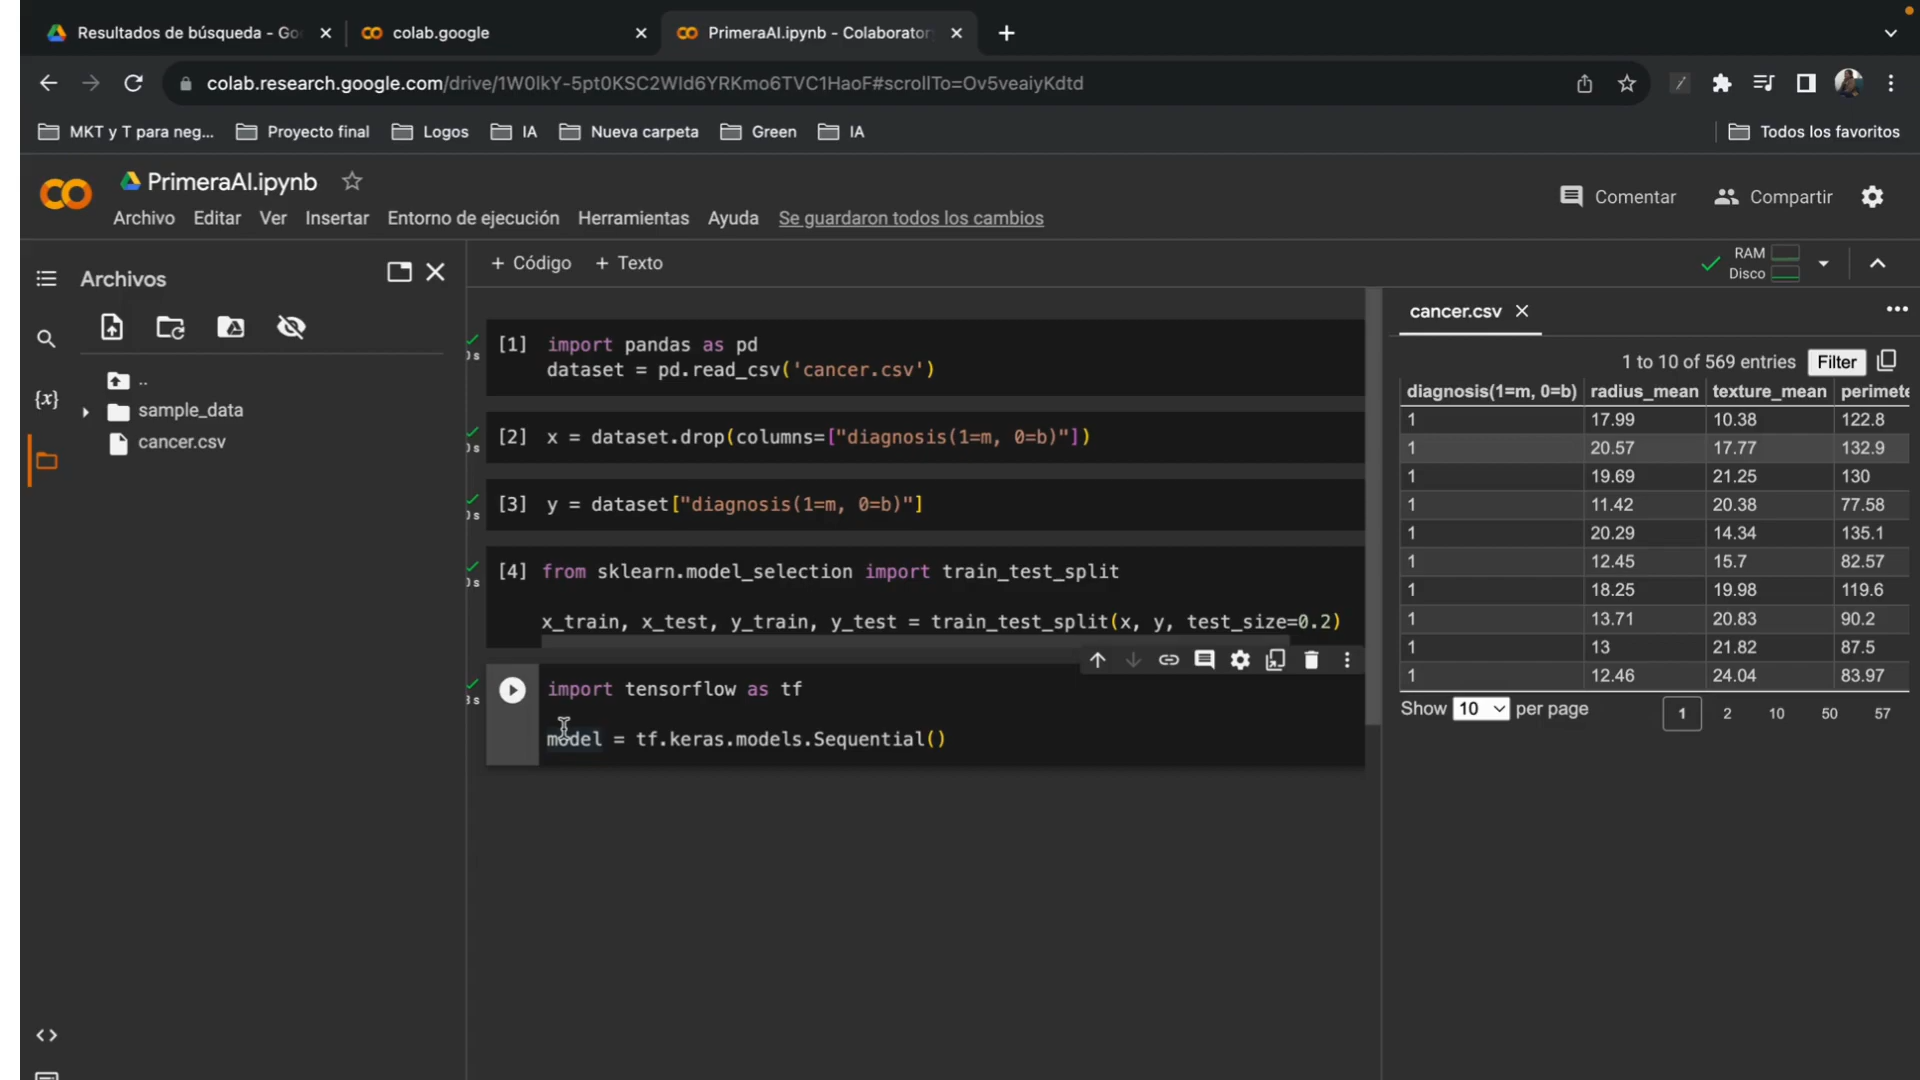 Resultados de búsqueda - Go
colab.google
PrimeraAI.ipynb - Colaborator
colab.research.google.com/drive/1W0lkY-5pt0KSC2WId6YRKmo6TVC1HaoF#scrollTo=Ov5veaiyKdtd
MKT y T para neg...
Proyecto final
Logos
IA
Nueva carpeta
Green
IA
Todos los favoritos
PrimeraAI.ipynb
Comentar
Compartir
Archivo Editar Ver Insertar Entorno de ejecución Herramientas Ayuda Se guardaron todos los cambios
Archivos
+ Código + Texto
RAM
Disco
..
sample_data
cancer.csv
{x}
<>
0s
[1] import pandas as pd
dataset = pd.read_csv('cancer.csv')
0s
[2] x = dataset.drop(columns=["diagnosis(1=m, 0=b)"])
0s
[3] y = dataset["diagnosis(1=m, 0=b)"]
0s
[4] from sklearn.model_selection import train_test_split
x_train, x_test, y_train, y_test = train_test_split(x, y, test_size=0.2)
3s
import tensorflow as tf
model = tf.keras.models.Sequential()
cancer.csv
1 to 10 of 569 entries Filter
diagnosis(1=m, 0=b) radius_mean texture_mean perimete
1 17.99 10.38 122.8
1 20.57 17.77 132.9
1 19.69 21.25 130
1 11.42 20.38 77.58
1 20.29 14.34 135.1
1 12.45 15.7 82.57
1 18.25 19.98 119.6
1 13.71 20.83 90.2
1 13 21.82 87.5
1 12.46 24.04 83.97
Show 10 per page
1 2 10 50 57